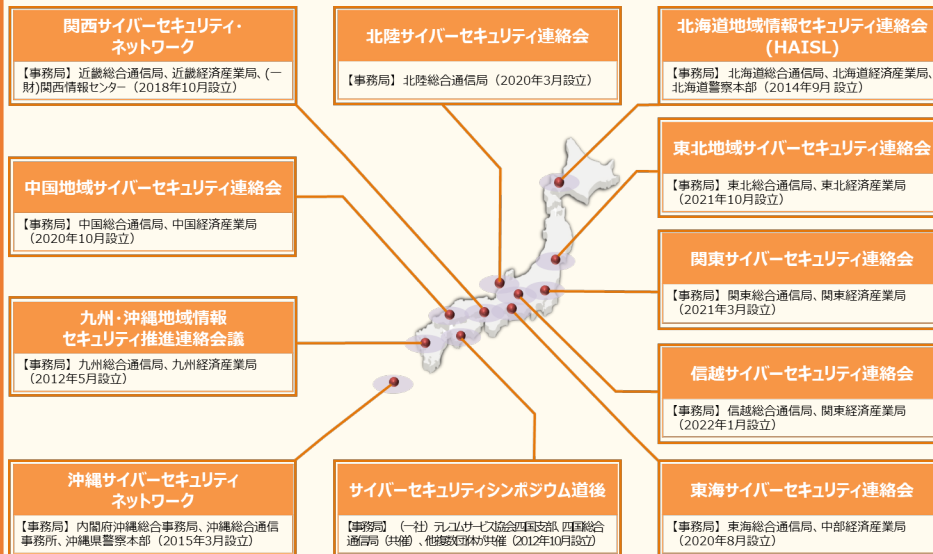 関西サイバーセキュリティ・
ネットワーク
【事務局】近畿総合通信局、近畿経済産業局、(一
財)関西情報センター（2018年10月設立）
北陸サイバーセキュリティ連絡会
【事務局】北陸総合通信局（2020年3月設立）
北海道地域情報セキュリティ連絡会
(HAISL)
【事務局】北海道総合通信局、北海道経済産業局、
北海道警察本部（2014年9月 設立）
中国地域サイバーセキュリティ連絡会
【事務局】中国総合通信局、中国経済産業局
（2020年10月設立）
東北地域サイバーセキュリティ連絡会
【事務局】東北総合通信局、東北経済産業局
（2021年10月設立）
関東サイバーセキュリティ連絡会
【事務局】関東総合通信局、関東経済産業局
（2021年3月設立）
九州・沖縄地域情報
セキュリティ推進連絡会議
【事務局】九州総合通信局、九州経済産業局
（2012年5月設立）
信越サイバーセキュリティ連絡会
【事務局】信越総合通信局、関東経済産業局
（2022年1月設立）
沖縄サイバーセキュリティ
ネットワーク
【事務局】内閣府沖縄総合事務局、沖縄総合通信
事務所、沖縄県警察本部（2015年3月設立）
サイバーセキュリティシンポジウム道後
【事務局】（一社）テレコムサービス協会四国支部、四国総合
通信局（共催）、他複数団体が共催（2012年10月設立）
東海サイバーセキュリティ連絡会
【事務局】東海総合通信局、中部経済産業局
（2020年8月設立）